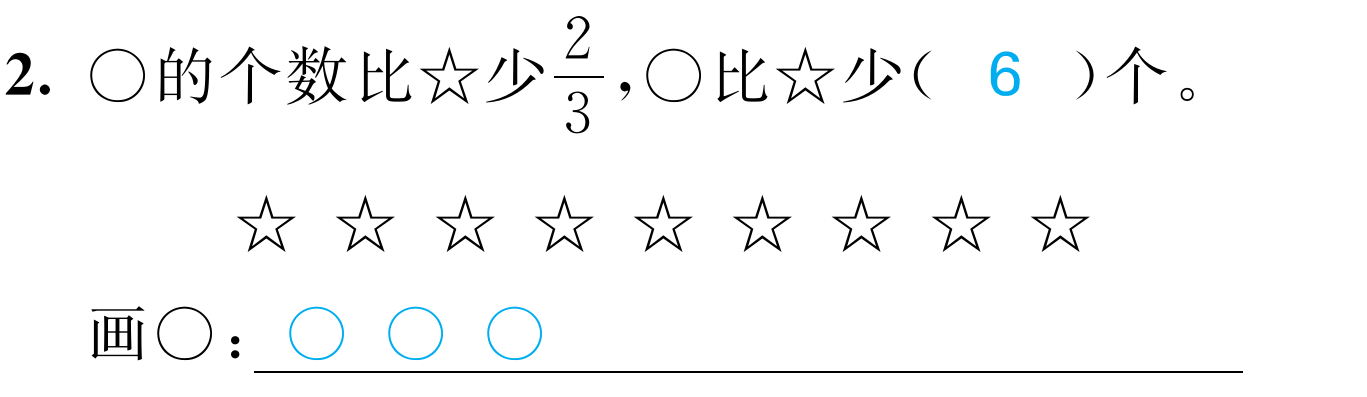 2. ○的个数比☆少2/3,○比☆少( 6 )个。
☆ ☆ ☆ ☆ ☆ ☆ ☆ ☆ ☆
画○:○ ○ ○